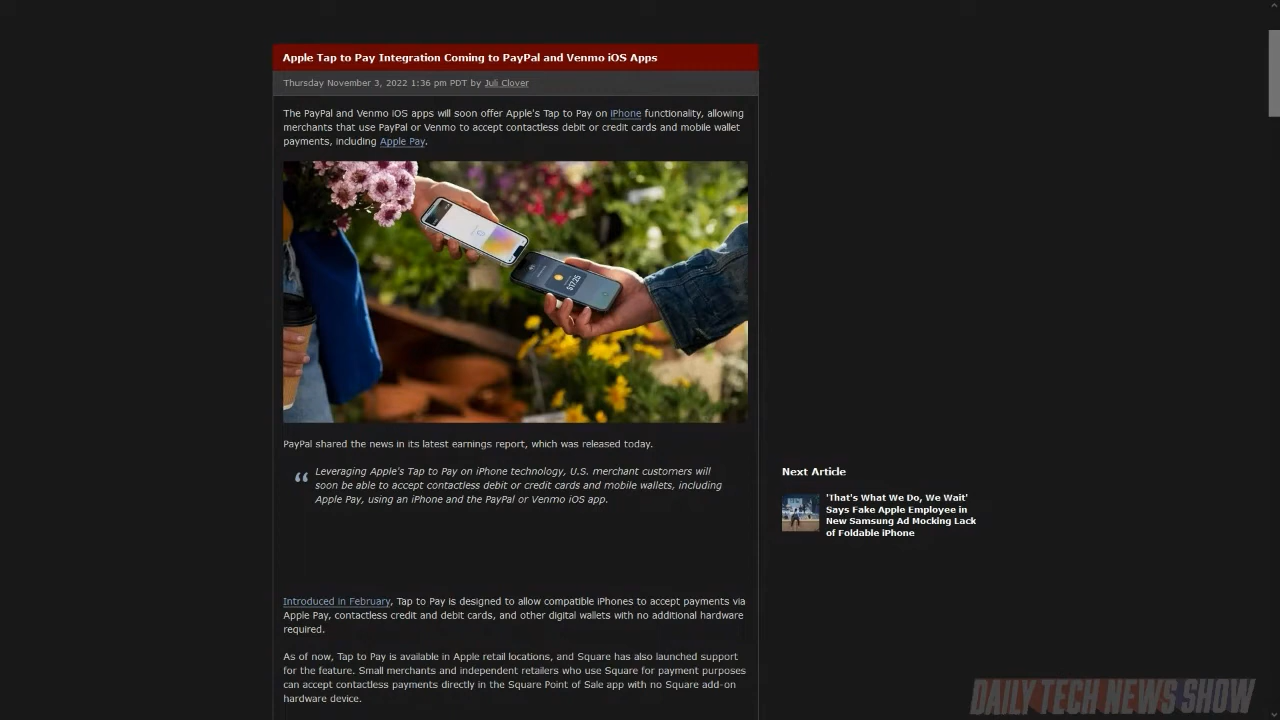 Apple Tap to Pay Integration Coming to PayPal and Venmo iOS Apps
Thursday November 3, 2022 1:36 pm PDT by Juli Clover
The PayPal and Venmo iOS apps will soon offer Apple's Tap to Pay on iPhone functionality, allowing
merchants that use PayPal or Venmo to accept contactless debit or credit cards and mobile wallet
payments, including Apple Pay.
$17.25
PayPal shared the news in its latest earnings report, which was released today.
“ Leveraging Apple's Tap to Pay on iPhone technology, U.S. merchant customers will
soon be able to accept contactless debit or credit cards and mobile wallets, including
Apple Pay, using an iPhone and the PayPal or Venmo iOS app.
Next Article
'That's What We Do, We Wait'
Says Fake Apple Employee in
New Samsung Ad Mocking Lack
of Foldable iPhone
Introduced in February, Tap to Pay is designed to allow compatible iPhones to accept payments via
Apple Pay, contactless credit and debit cards, and other digital wallets with no additional hardware
required.
As of now, Tap to Pay is available in Apple retail locations, and Square has also launched support
for the feature. Small merchants and independent retailers who use Square for payment purposes
can accept contactless payments directly in the Square Point of Sale app with no Square add-on
hardware device.
DAILY TECH NEWS SHOW